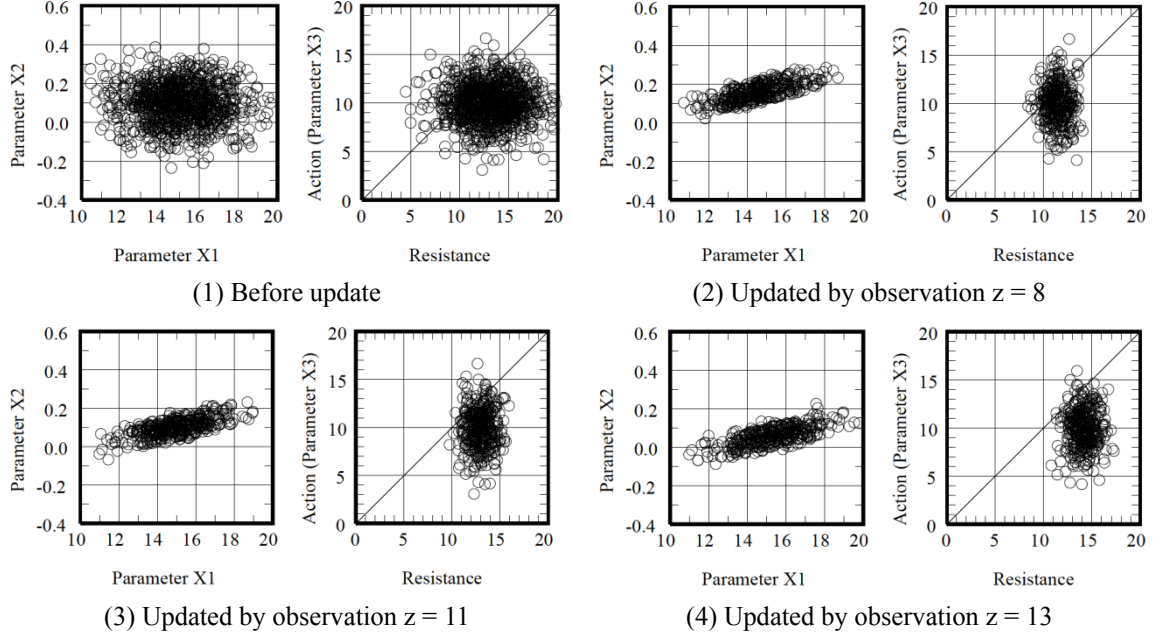 0.6
0.4
0.2
0.0
-0.2
-0.4
Parameter X2
10 12 14 16 18 20
Parameter X1
20
15
10
5
0
Action (Parameter X3)
0 5 10 15 20
Resistance
(1) Before update
0.6
0.4
0.2
0.0
-0.2
-0.4
Parameter X2
10 12 14 16 18 20
Parameter X1
20
15
10
5
0
Action (Parameter X3)
0 5 10 15 20
Resistance
(2) Updated by observation z = 8
0.6
0.4
0.2
0.0
-0.2
-0.4
Parameter X2
10 12 14 16 18 20
Parameter X1
20
15
10
5
0
Action (Parameter X3)
0 5 10 15 20
Resistance
(3) Updated by observation z = 11
0.6
0.4
0.2
0.0
-0.2
-0.4
Parameter X2
10 12 14 16 18 20
Parameter X1
20
15
10
5
0
Action (Parameter X3)
0 5 10 15 20
Resistance
(4) Updated by observation z = 13